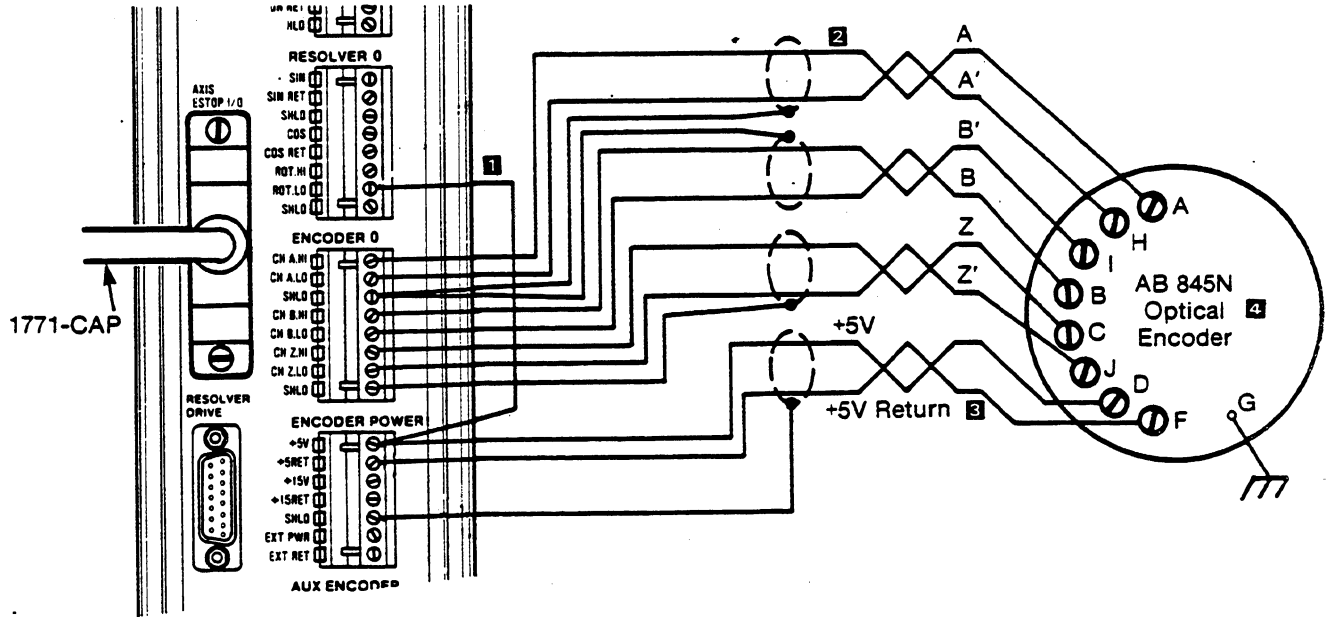 HLO
RESOLVER 0
SIN
SIN RET
SHLD
COS
COS RET
ROT.HI
ROT.LO
SHLD
AXIS
ESTOP I/O
1771-CAP
ENCODER 0
CH A.HI
CH A.LO
SHLD
CH B.HI
CH B.LO
CH Z.HI
CH Z.LO
SHLD
RESOLVER
DRIVE
ENCODER POWER
+5V
+5RET
+15V
+15RET
SHLD
EXT PWR
EXT RET
AUX ENCODER
1
2
A
A'
B'
B
Z
Z'
+5V
+5V Return 3
A
H
I
B
C
J
D
F
G
AB 845N
Optical 4
Encoder